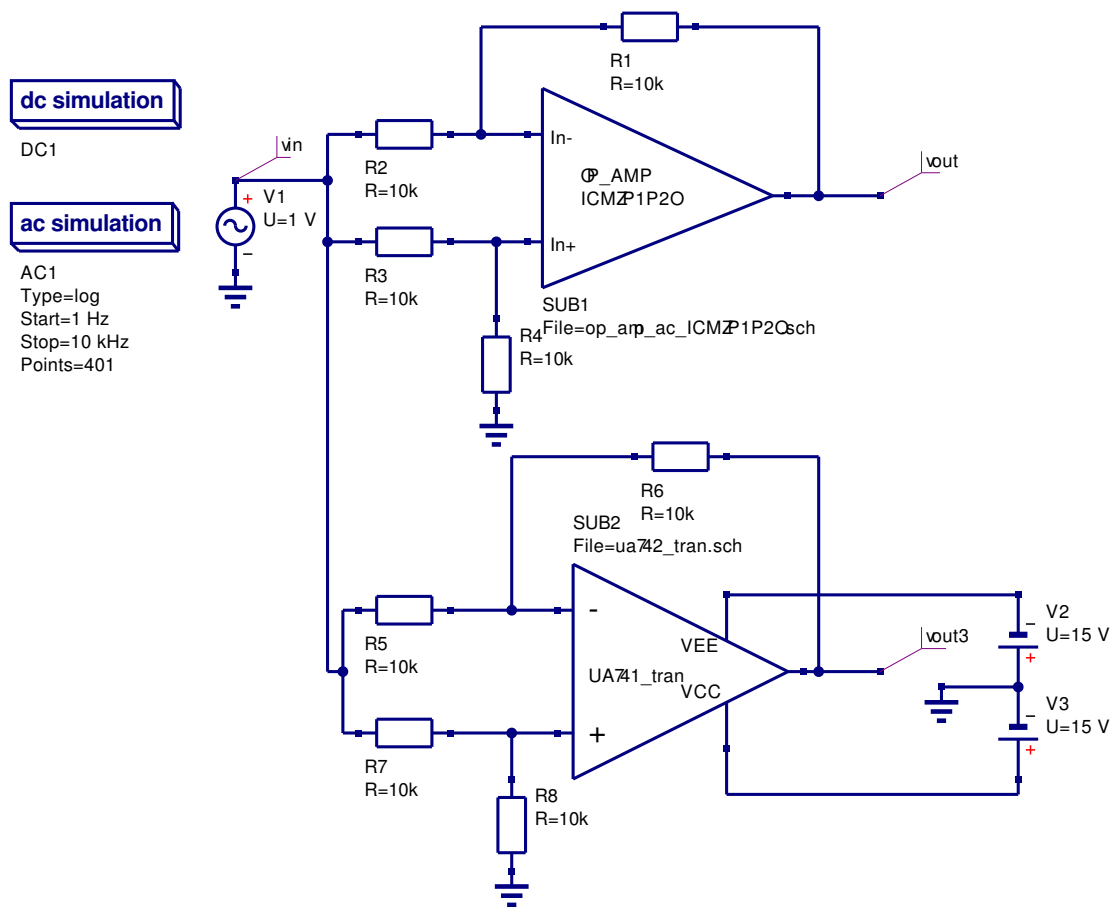 dc simulation
DC1
ac simulation
AC1
Type=log
Start=1 Hz
Stop=10 kHz
Points=401
vin
V1
U=1 V
+
−
R1
R=10k
R2
R=10k
R3
R=10k
R4
R=10k
In-
In+
OP_AMP
ICMZP1P2O
SUB1
File=op_amp_ac_ICMZP1P2O.sch
vout
R6
R=10k
SUB2
File=ua742_tran.sch
R5
R=10k
R7
R=10k
R8
R=10k
-
+
VEE
UA741_tran
VCC
vout3
V2
U=15 V
−
+
V3
U=15 V
−
+